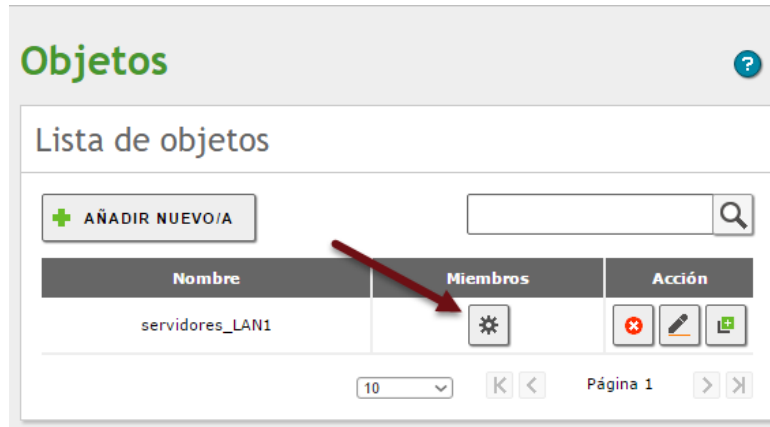 Objetos
?
Lista de objetos
AÑADIR NUEVO/A
Nombre Miembros Acción
servidores_LAN1
10 Página 1